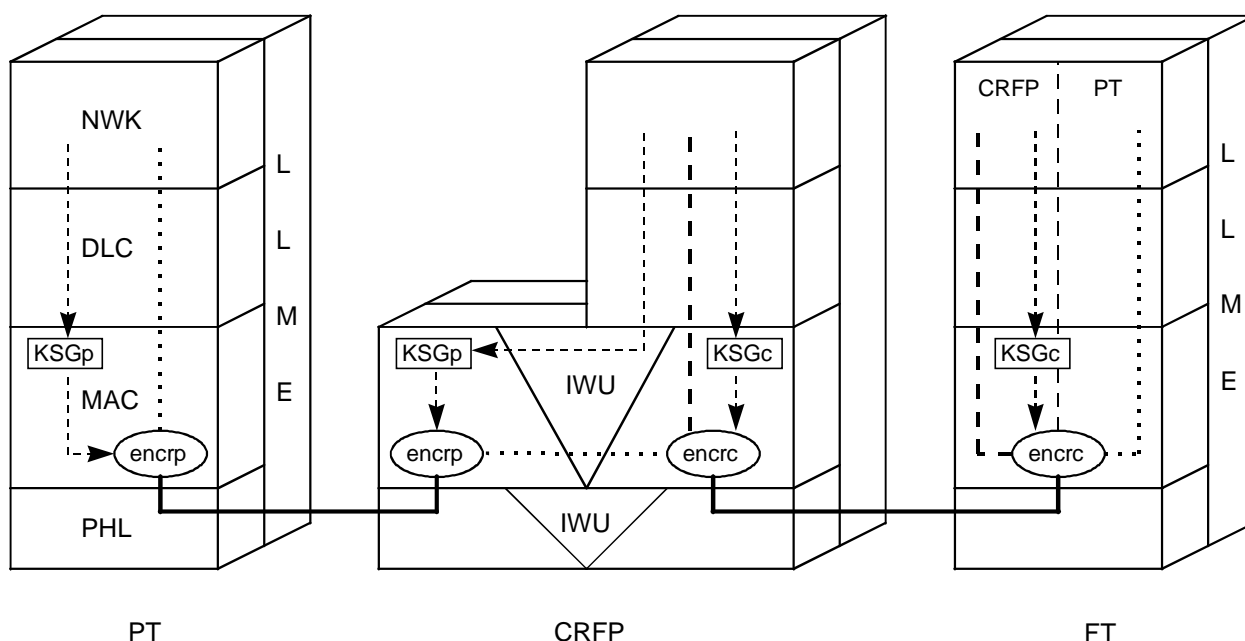 CRFP PT
NWK
L L
DLC
L L
M M
KSGp KSGp KSGc KSGc
IWU
MAC E E
encrp encrp encrc encrc
PHL IWU
PT CRFP FT